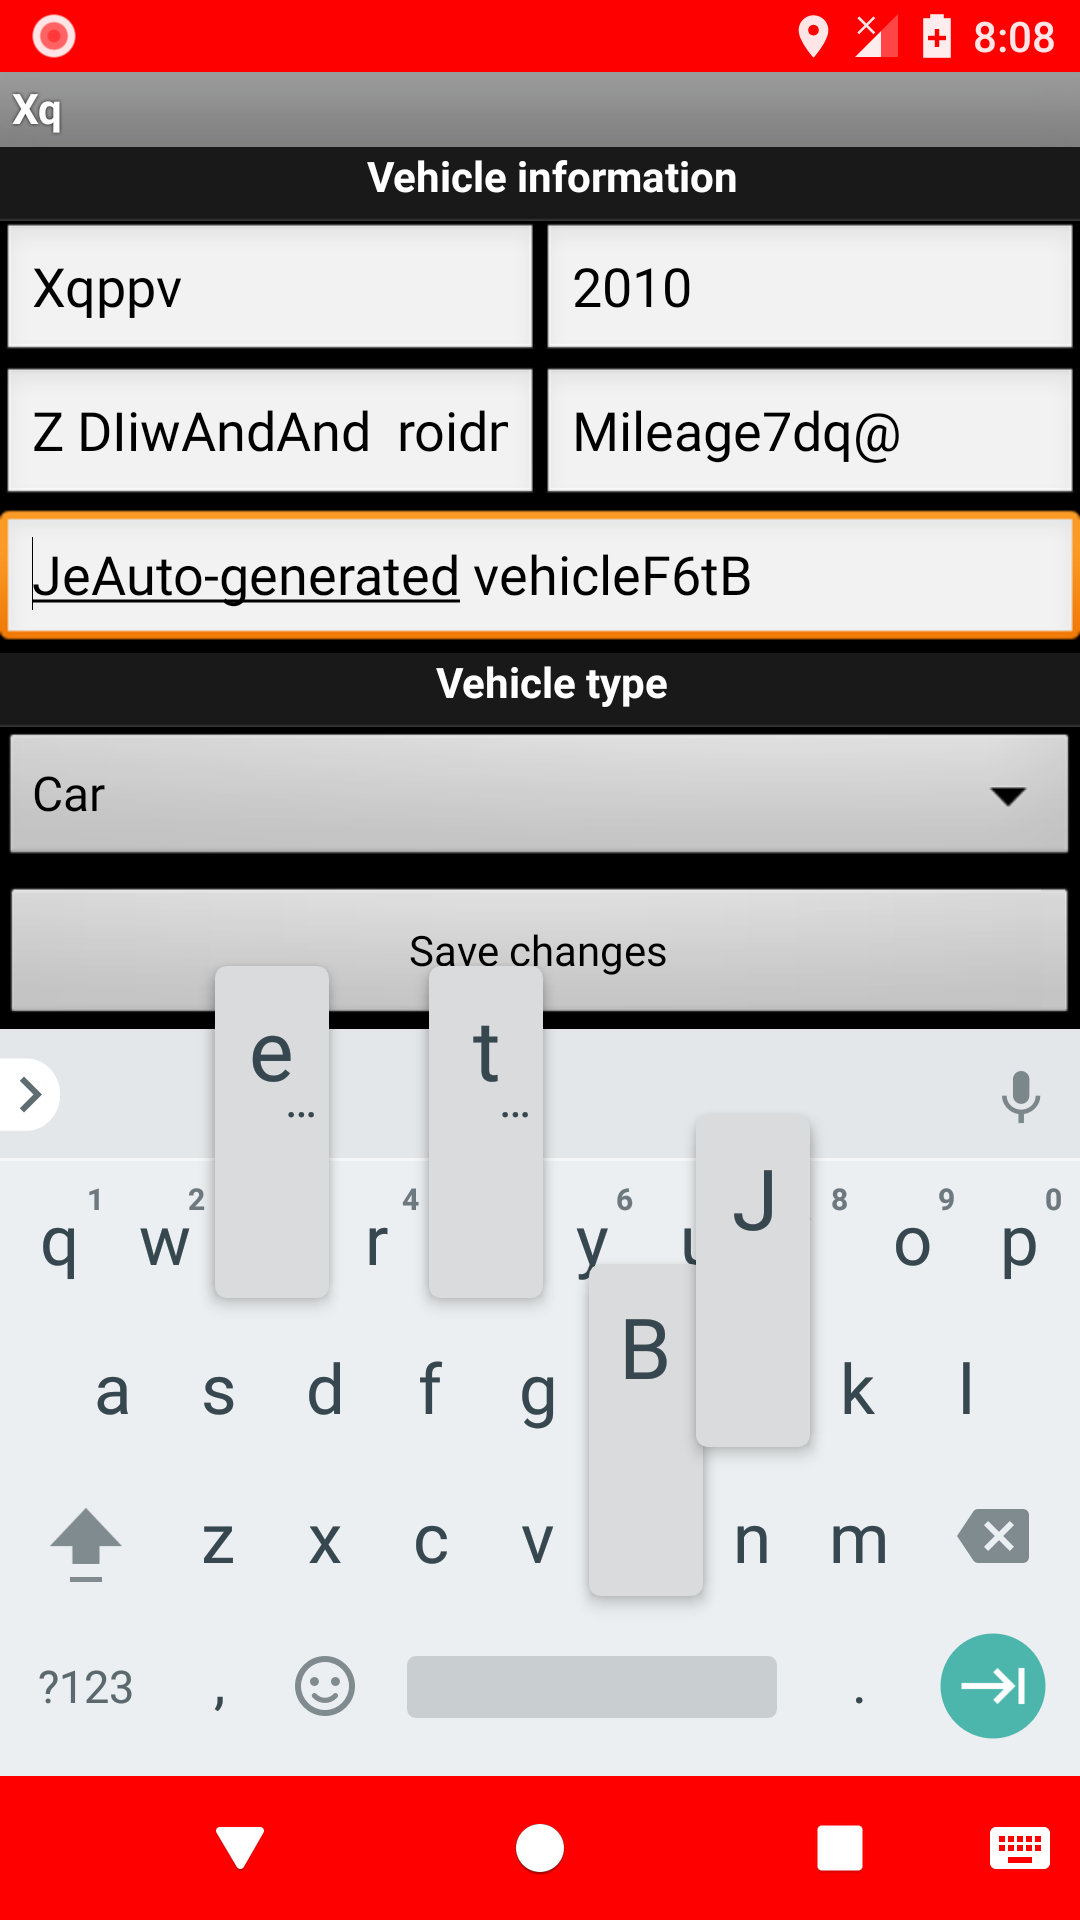 8:08
Xq
Vehicle information
Xqppv 2010
Z DIiwAndAnd roidr Mileage7dq@
JeAuto-generated vehicleF6tB
Vehicle type
Car
Save changes
e t
J
1 2 4 6 8 9 0
q w r y u o p
B
a s d f g k l
z x c v n m
?123 , .